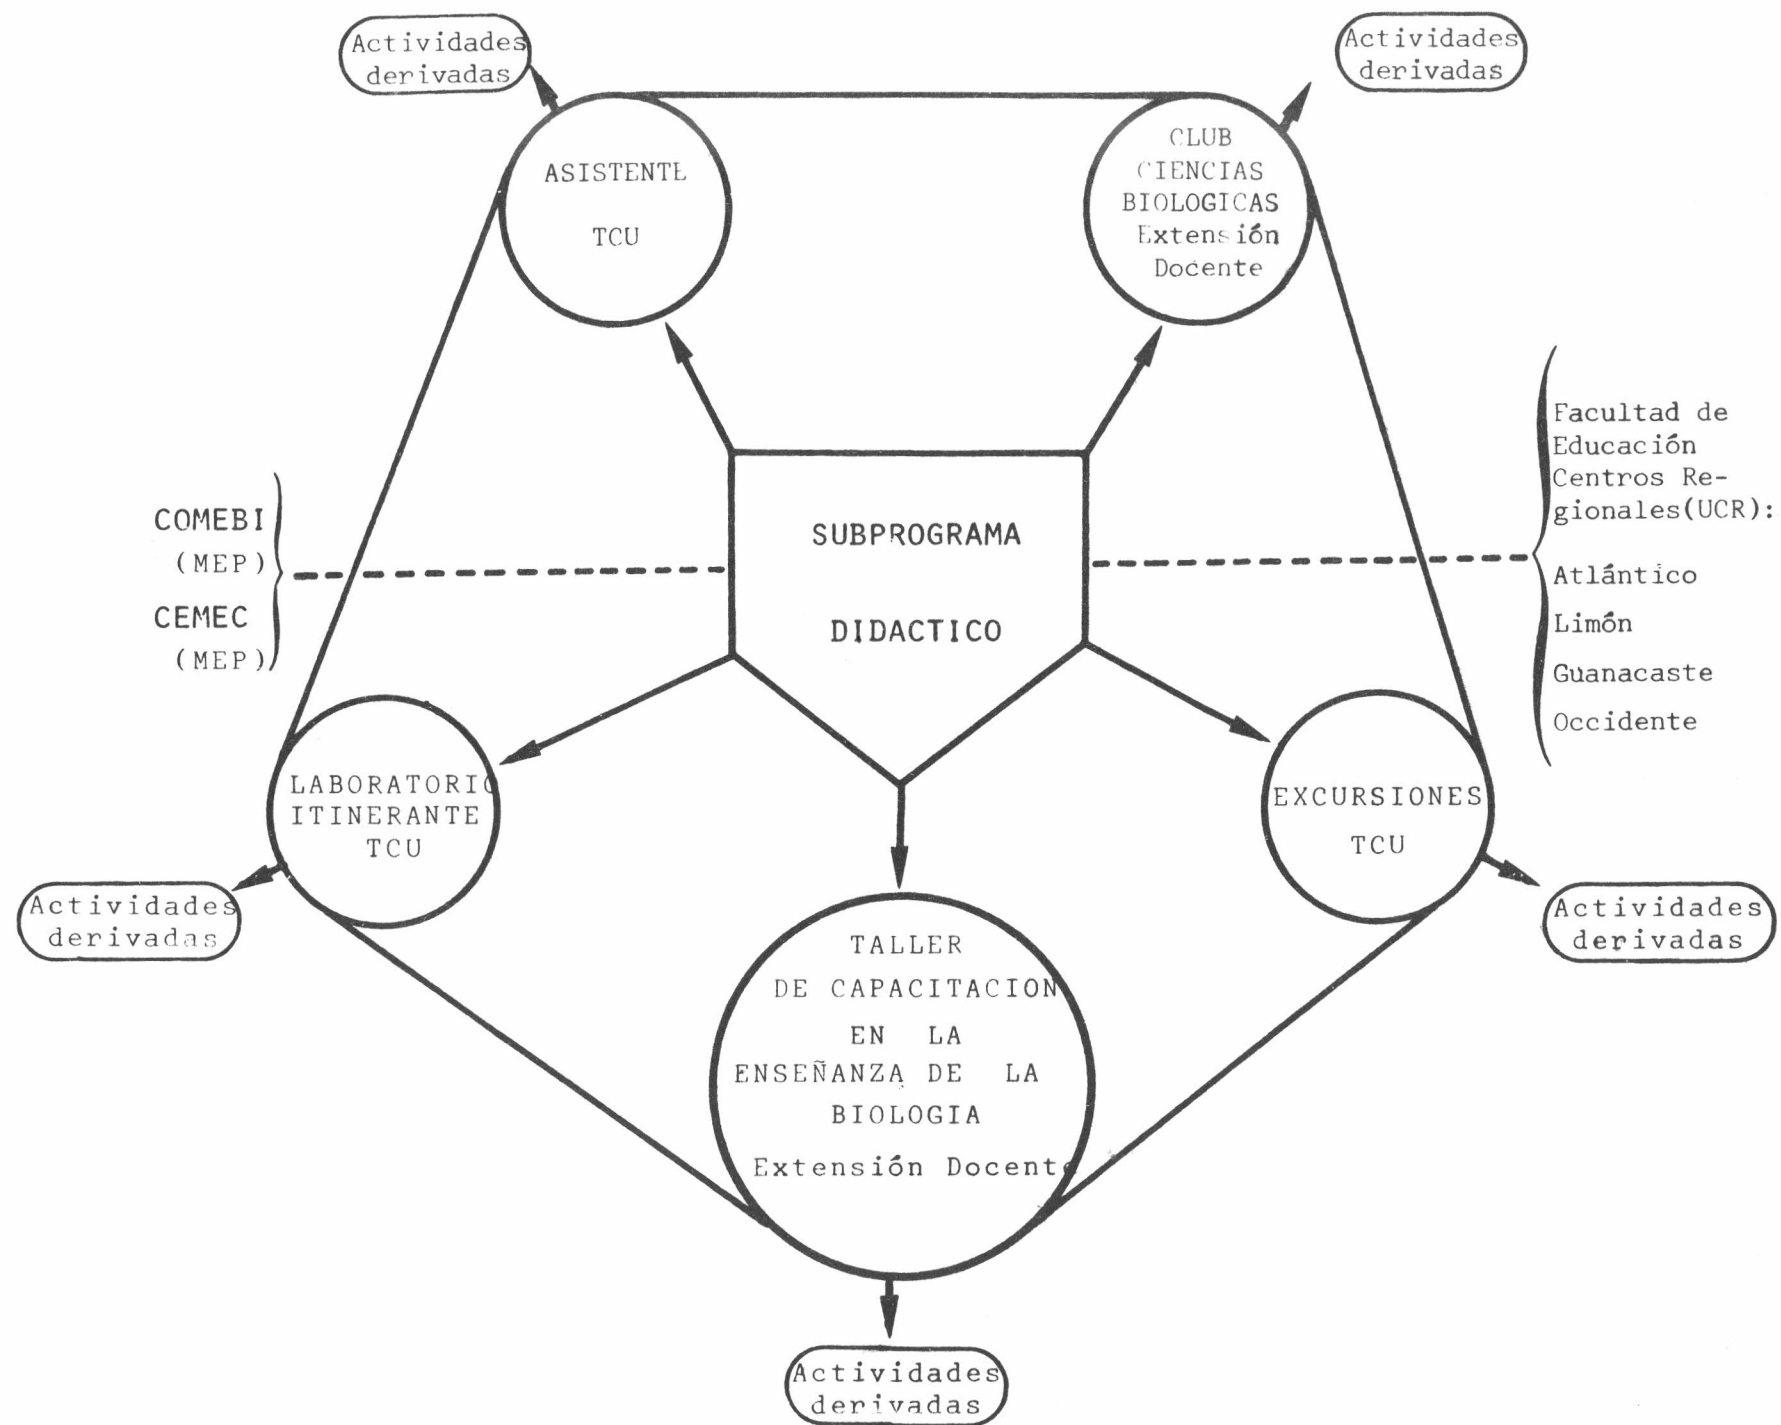 Actividades
derivadas
Actividades
derivadas
ASISTENTE
TCU
CLUB
CIENCIAS
BIOLOGICAS
Extensión
Docente
COMEBI
(MEP)
CEMEC
(MEP)
SUBPROGRAMA
DIDACTICO
Facultad de
Educación
Centros Re-
gionales(UCR):
Atlántico
Limón
Guanacaste
Occidente
LABORATORIO
ITINERANTE
TCU
EXCURSIONES
TCU
Actividades
derivadas
TALLER
DE CAPACITACION
EN LA
ENSEÑANZA DE LA
BIOLOGIA
Extensión Docente
Actividades
derivadas
Actividades
derivadas